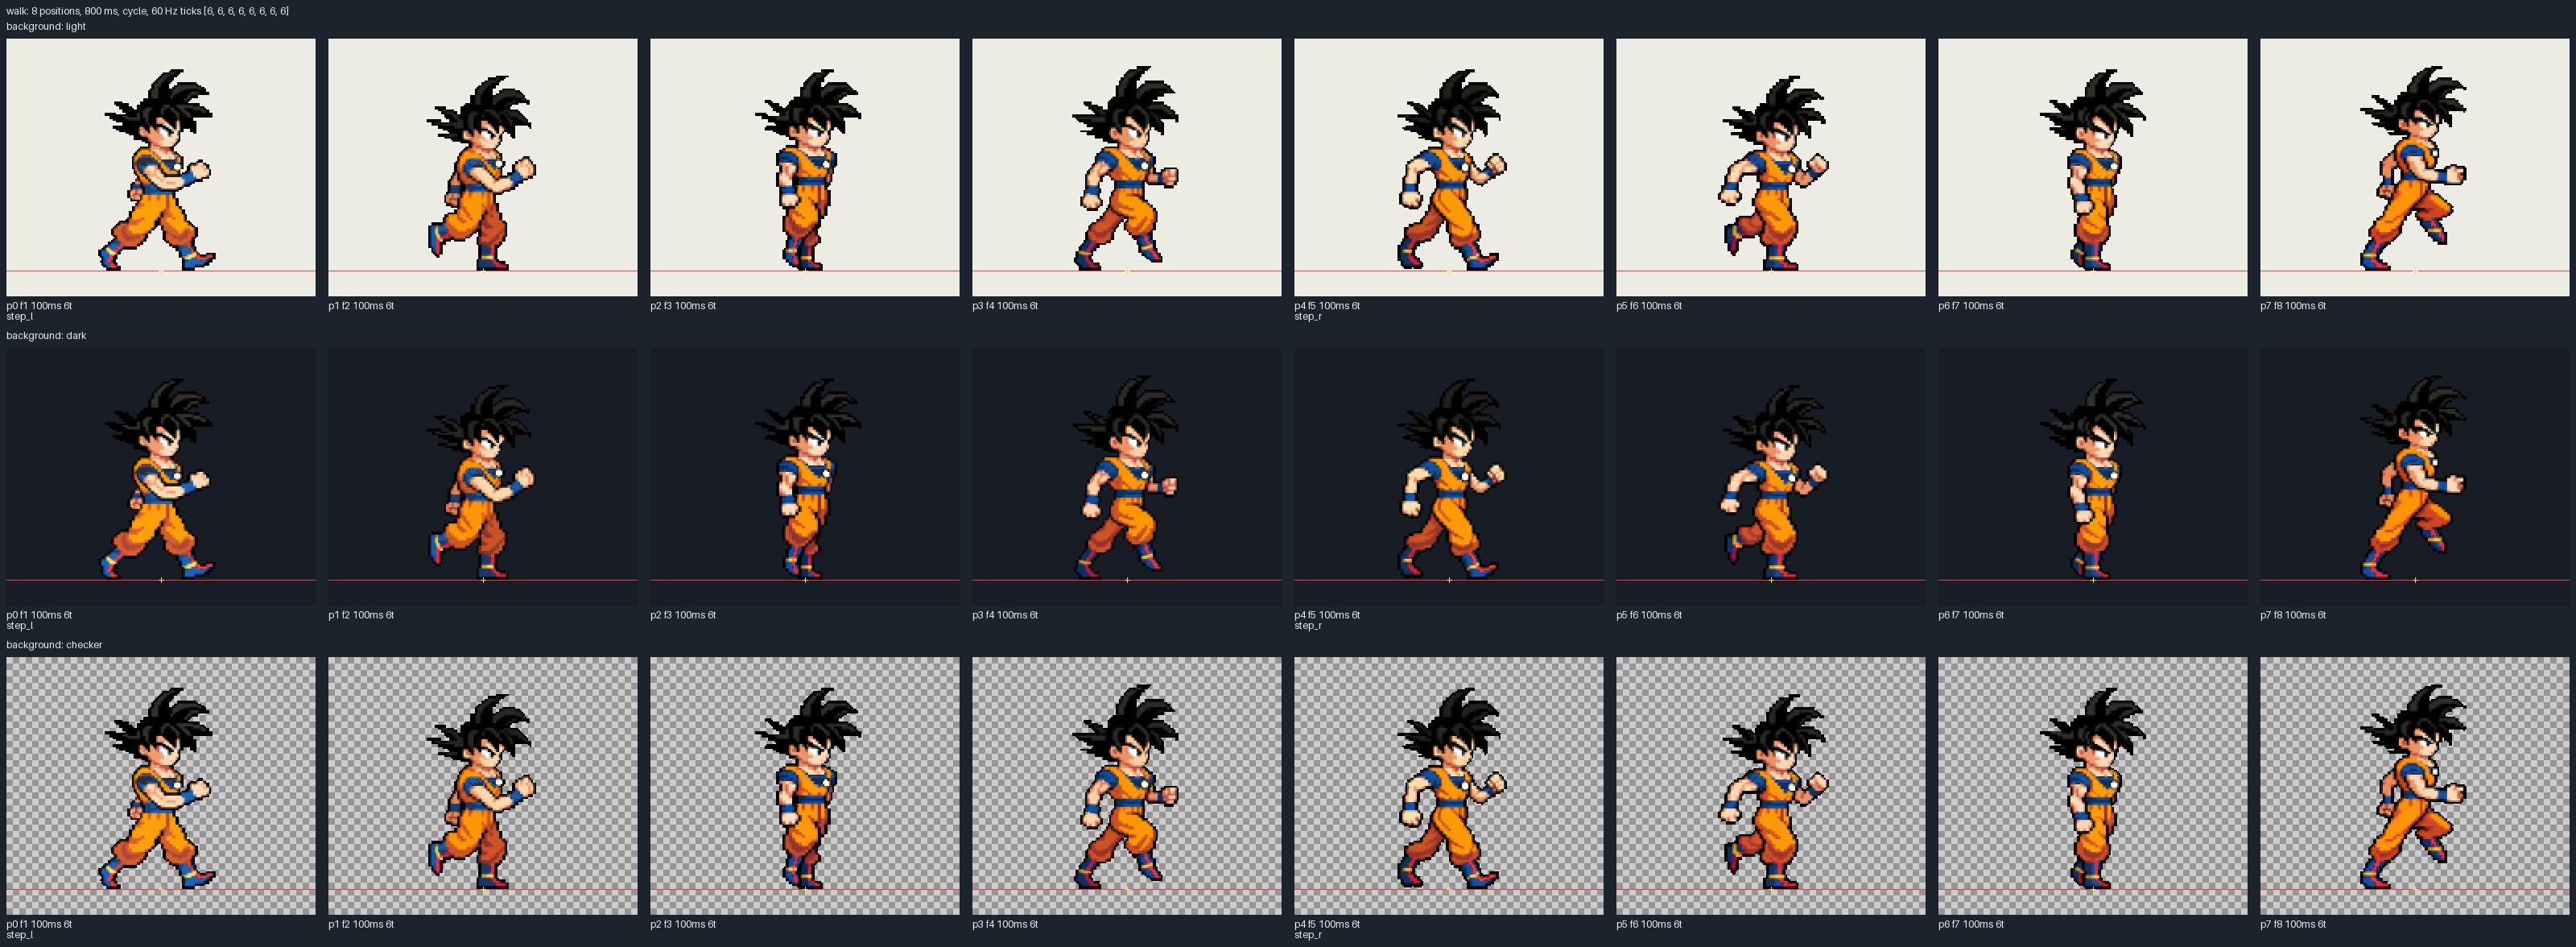 walk: 8 positions, 800 ms, cycle, 60 Hz ticks [6, 6, 6, 6, 6, 6, 6, 6]
background: light
p0 f1 100ms 6t
step_l
p1 f2 100ms 6t
p2 f3 100ms 6t
p3 f4 100ms 6t
p4 f5 100ms 6t
step_r
p5 f6 100ms 6t
p6 f7 100ms 6t
p7 f8 100ms 6t
background: dark
p0 f1 100ms 6t
step_l
p1 f2 100ms 6t
p2 f3 100ms 6t
p3 f4 100ms 6t
p4 f5 100ms 6t
step_r
p5 f6 100ms 6t
p6 f7 100ms 6t
p7 f8 100ms 6t
background: checker
p0 f1 100ms 6t
step_l
p1 f2 100ms 6t
p2 f3 100ms 6t
p3 f4 100ms 6t
p4 f5 100ms 6t
step_r
p5 f6 100ms 6t
p6 f7 100ms 6t
p7 f8 100ms 6t